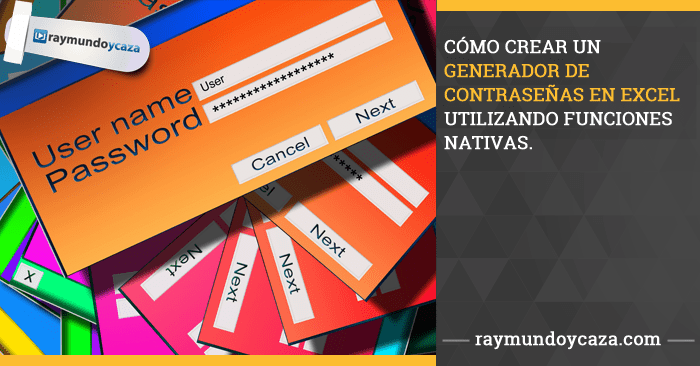 raymundoycaza
User name
User
Password
******************
Cancel
Next
*****
Next
Next
Next
Next
X
CÓMO CREAR UN
GENERADOR DE
CONTRASEÑAS EN EXCEL
UTILIZANDO FUNCIONES
NATIVAS.
raymundoycaza.com